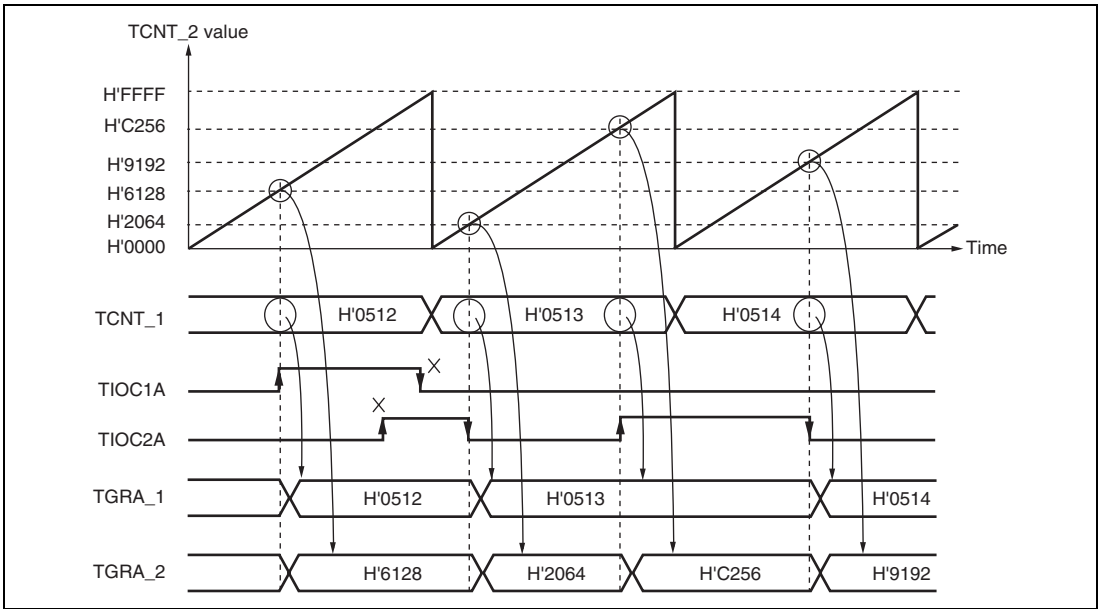 TCNT_2 value
H'FFFF
H'C256
H'9192
H'6128
H'2064
H'0000
Time
TCNT_1 H'0512 H'0513 H'0514
TIOC1A
TIOC2A
TGRA_1 H'0512 H'0513 H'0514
TGRA_2 H'6128 H'2064 H'C256 H'9192